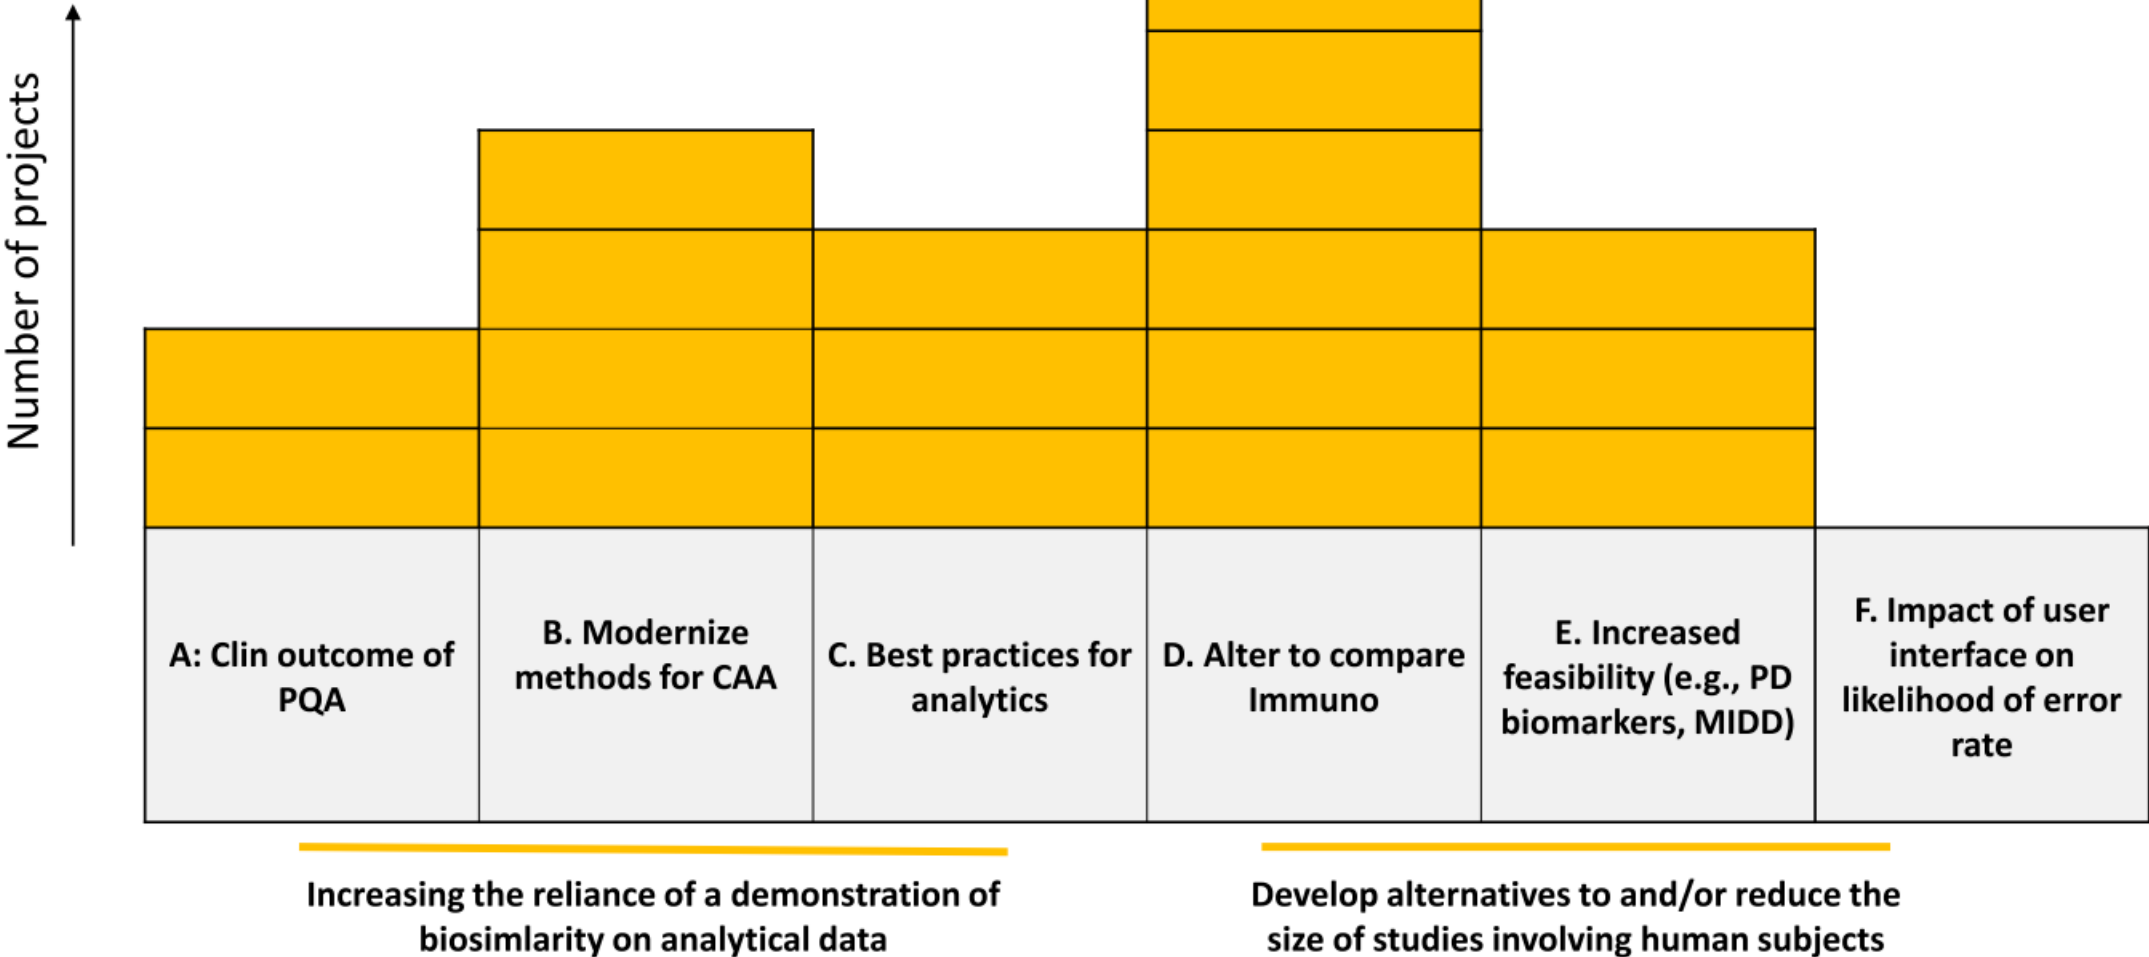 Number of projects
A: Clin outcome of
PQA
B. Modernize
methods for CAA
C. Best practices for
analytics
D. Alter to compare
Immuno
E. Increased
feasibility (e.g., PD
biomarkers, MIDD)
F. Impact of user
interface on
likelihood of error
rate
Increasing the reliance of a demonstration of
biosimlarity on analytical data
Develop alternatives to and/or reduce the
size of studies involving human subjects